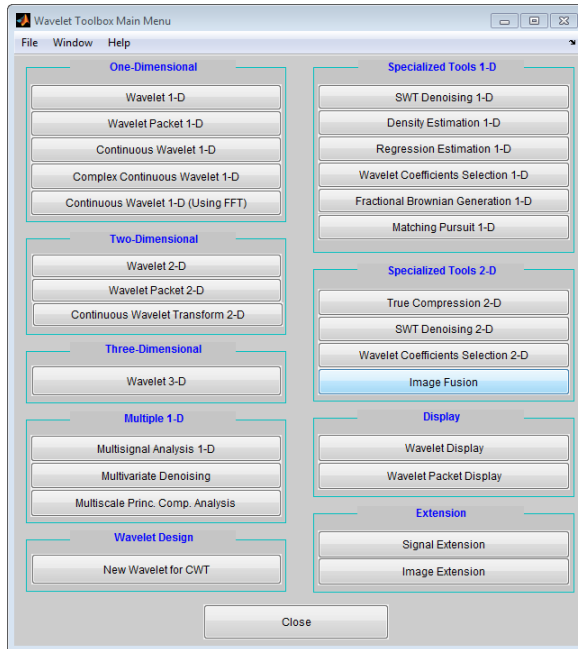 Wavelet Toolbox Main Menu
File Window Help
One-Dimensional
Wavelet 1-D
Wavelet Packet 1-D
Continuous Wavelet 1-D
Complex Continuous Wavelet 1-D
Continuous Wavelet 1-D (Using FFT)
Two-Dimensional
Wavelet 2-D
Wavelet Packet 2-D
Continuous Wavelet Transform 2-D
Three-Dimensional
Wavelet 3-D
Multiple 1-D
Multisignal Analysis 1-D
Multivariate Denoising
Multiscale Princ. Comp. Analysis
Wavelet Design
New Wavelet for CWT
Specialized Tools 1-D
SWT Denoising 1-D
Density Estimation 1-D
Regression Estimation 1-D
Wavelet Coefficients Selection 1-D
Fractional Brownian Generation 1-D
Matching Pursuit 1-D
Specialized Tools 2-D
True Compression 2-D
SWT Denoising 2-D
Wavelet Coefficients Selection 2-D
Image Fusion
Display
Wavelet Display
Wavelet Packet Display
Extension
Signal Extension
Image Extension
Close